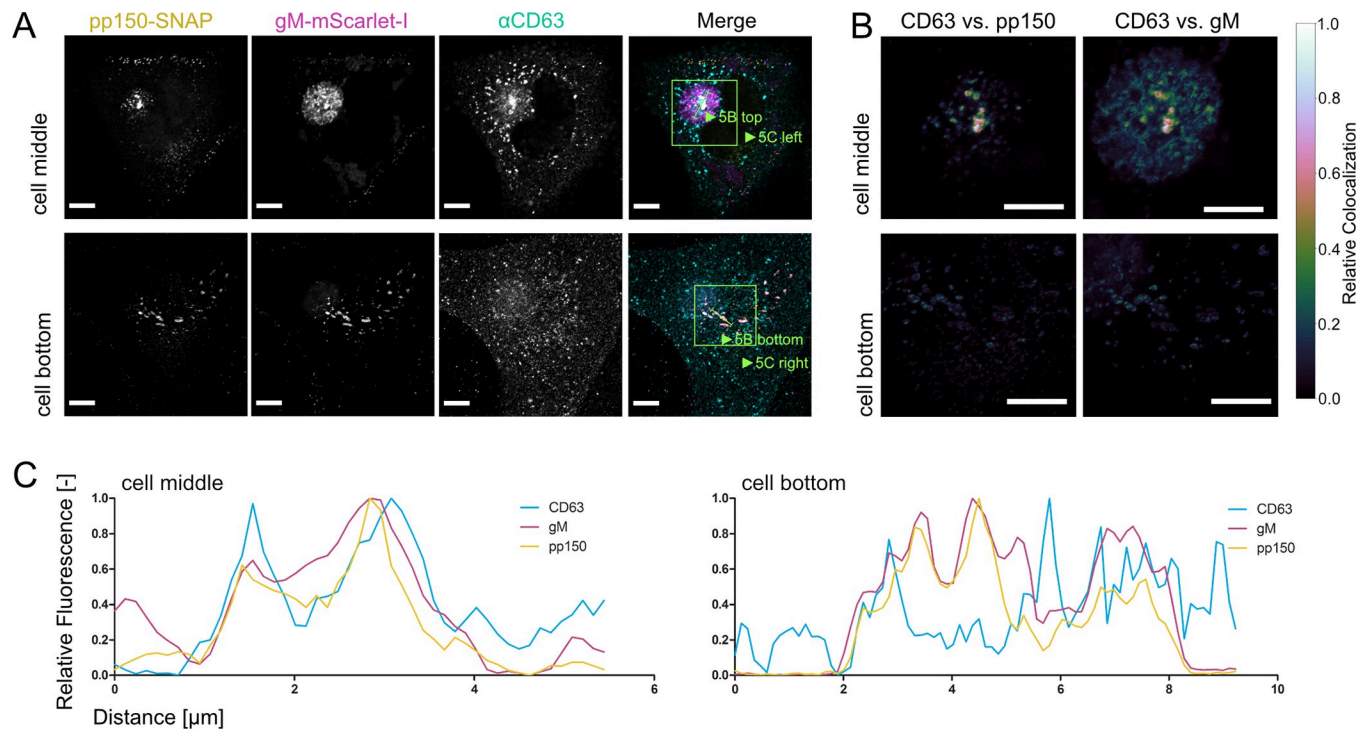 A
pp150-SNAP
gM-mScarlet-I
αCD63
Merge
cell middle
5B top
5C left
cell bottom
5B bottom
5C right
B
CD63 vs. pp150
CD63 vs. gM
cell middle
cell bottom
1.0
0.8
0.6
0.4
0.2
0.0
Relative Colocalization
C
Relative Fluorescence [-]
cell middle
1.0
0.8
0.6
0.4
0.2
0.0
0
2
4
6
CD63
gM
pp150
Distance [µm]
cell bottom
1.0
0.8
0.6
0.4
0.2
0.0
0
2
4
6
8
10
CD63
gM
pp150